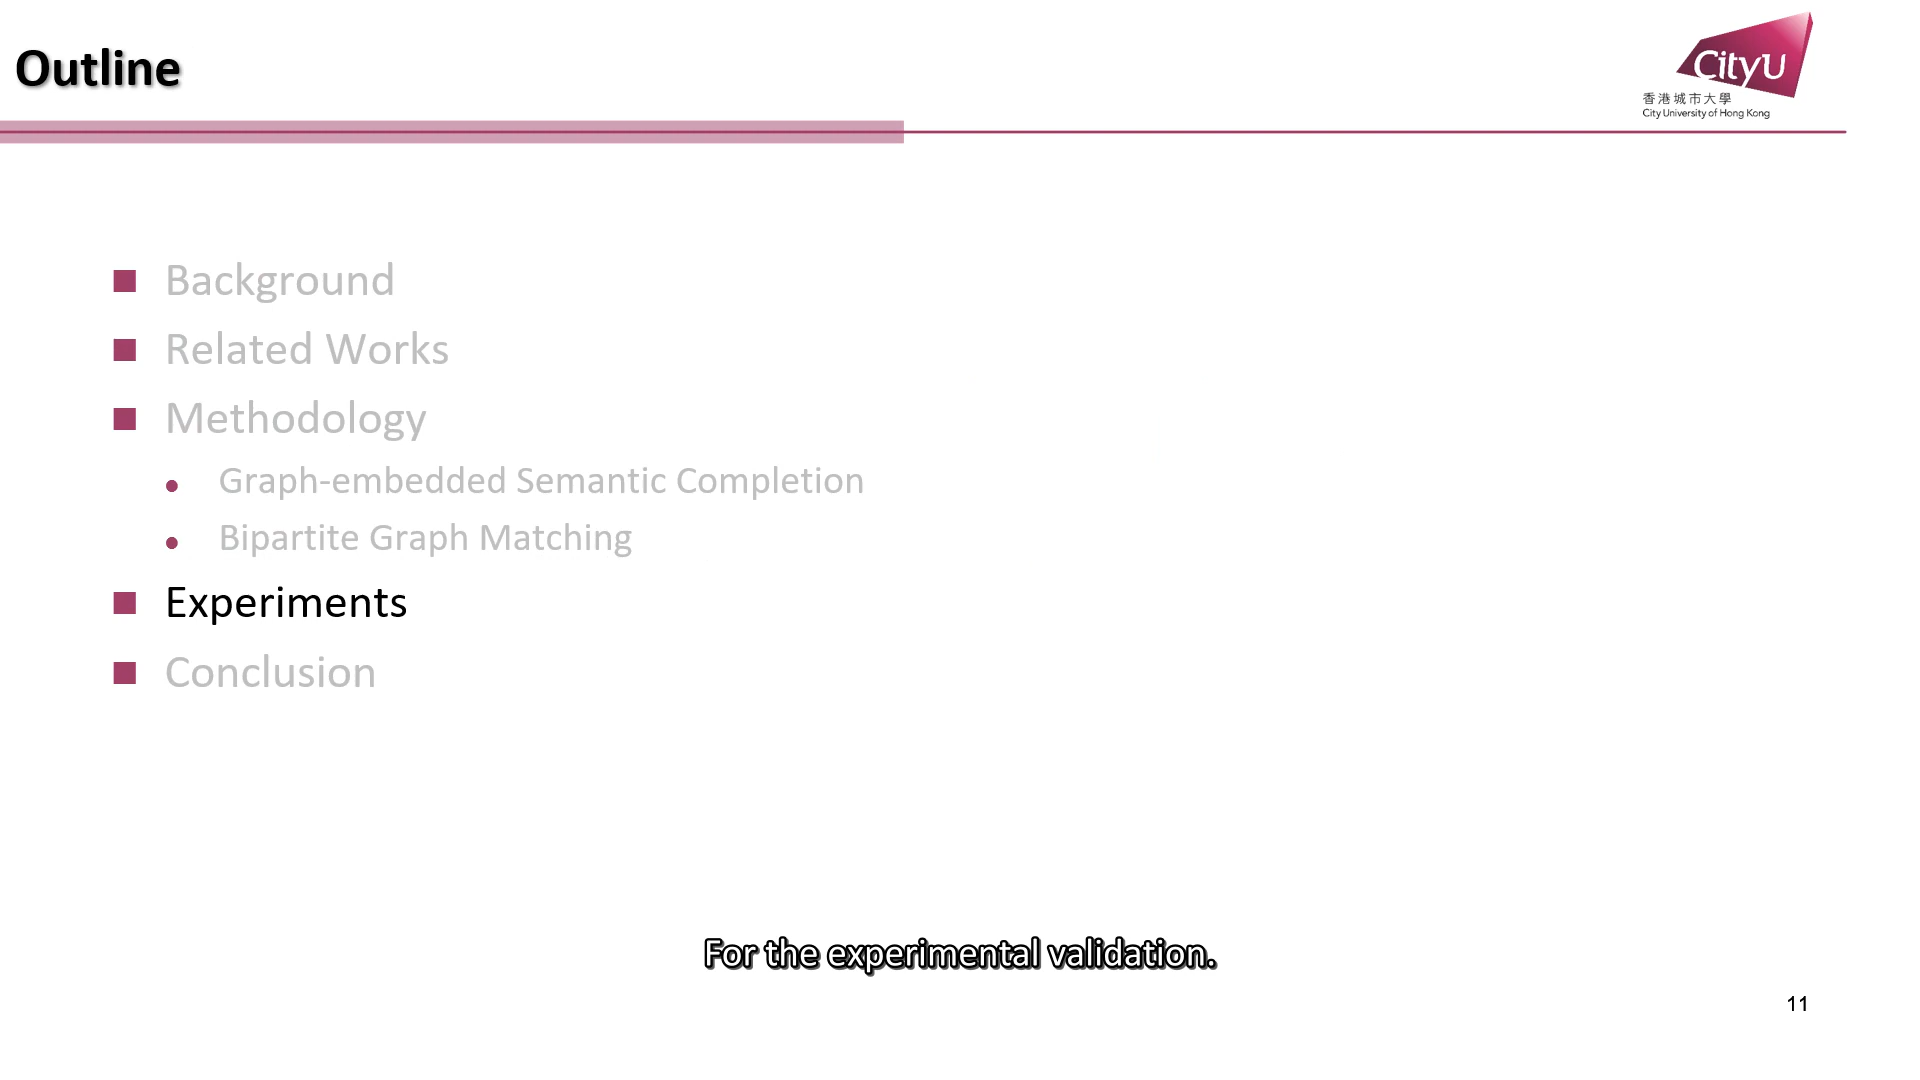 Outline
CityU
香港城市大學
City University of Hong Kong
Background
Related Works
Methodology
Graph-embedded Semantic Completion
Bipartite Graph Matching
Experiments
Conclusion
For the experimental validation.
11